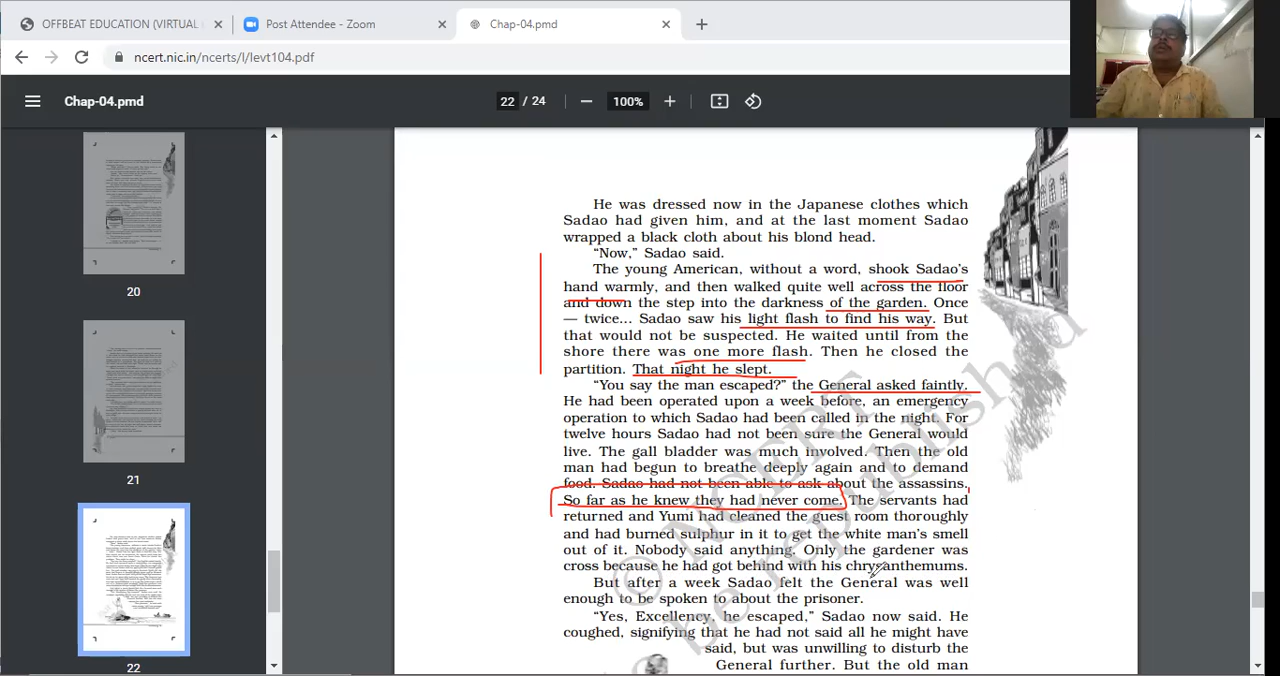 OFFBEAT EDUCATION (VIRTUAL
Post Attendee - Zoom
Chap-04.pmd
ncert.nic.in/ncerts/l/levt104.pdf
Chap-04.pmd
22 / 24
100%
20
21
22
He was dressed now in the Japanese clothes which
Sadao had given him, and at the last moment Sadao
wrapped a black cloth about his blond head.
“Now,” Sadao said.
The young American, without a word, shook Sadao’s
hand warmly, and then walked quite well across the floor
and down the step into the darkness of the garden. Once
— twice... Sadao saw his light flash to find his way. But
that would not be suspected. He waited until from the
shore there was one more flash. Then he closed the
partition. That night he slept.
“You say the man escaped?” the General asked faintly.
He had been operated upon a week before, an emergency
operation to which Sadao had been called in the night. For
twelve hours Sadao had not been sure the General would
live. The gall bladder was much involved. Then the old
man had begun to breathe deeply again and to demand
food. Sadao had not been able to ask about the assassins.
So far as he knew they had never come. The servants had
returned and Yumi had cleaned the guest room thoroughly
and had burned sulphur in it to get the white man’s smell
out of it. Nobody said anything. Only the gardener was
cross because he had got behind with his chrysanthemums.
But after a week Sadao felt the General was well
enough to be spoken to about the prisoner.
“Yes, Excellency, he escaped,” Sadao now said. He
coughed, signifying that he had not said all he might have
said, but was unwilling to disturb the
General further. But the old man
© NCERT
be republished